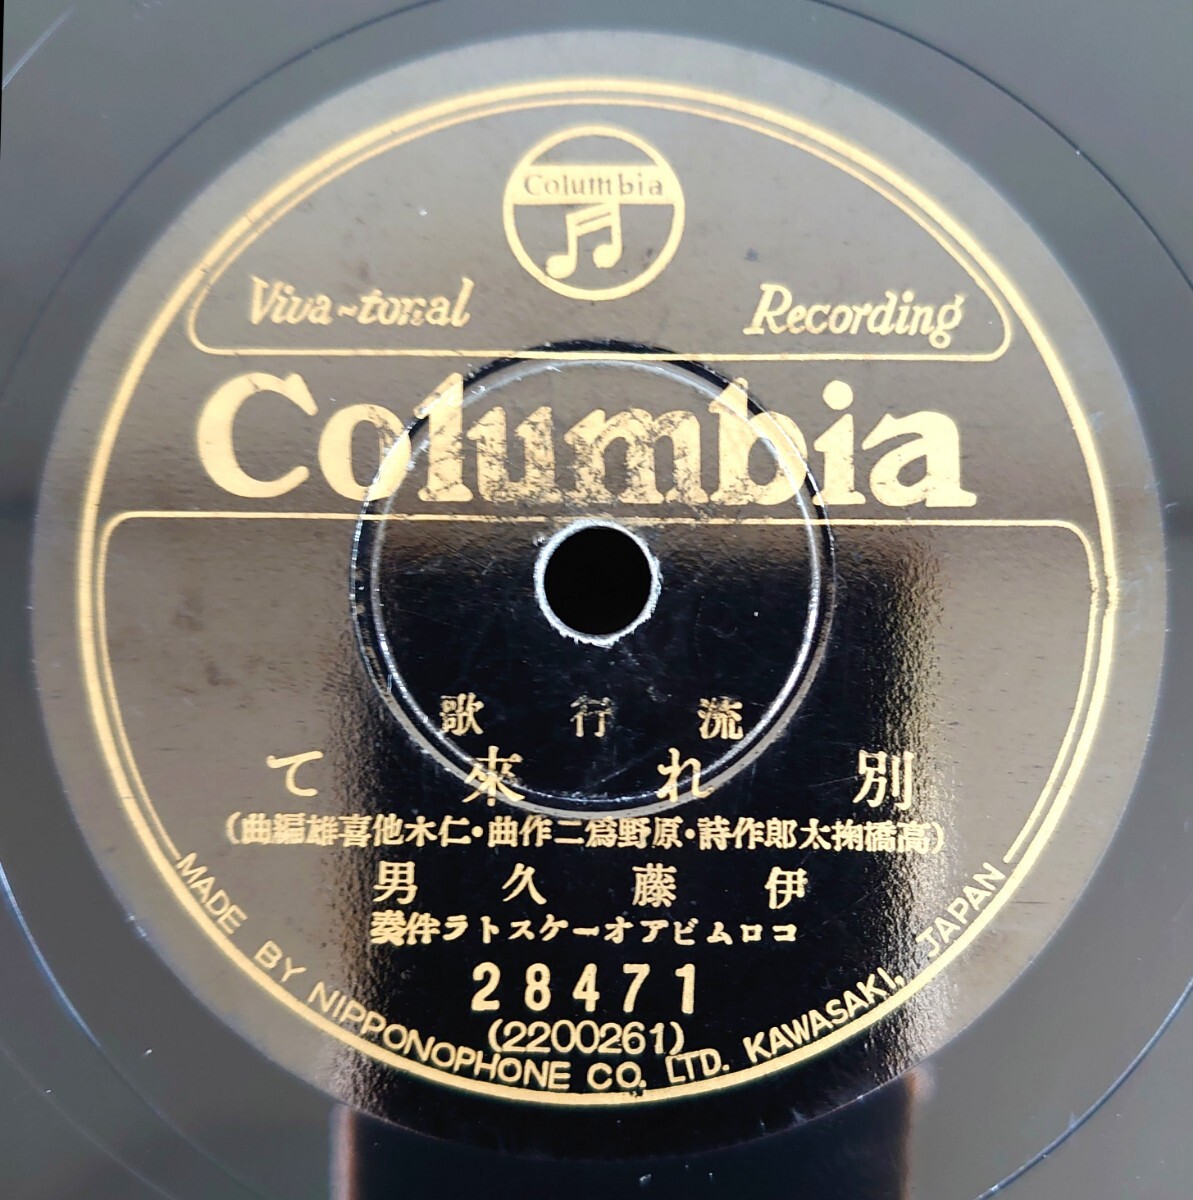 Columbia
Viva-tonal Recording
Columbia
流行歌
別れ來て
(高橋掬太郎作詩・原野爲二作曲・仁木他喜雄編曲)
伊藤久男
コロムビアオーケストラ伴奏
28471
(2200261)
MADE BY NIPPONOPHONE CO., LTD. KAWASAKI, JAPAN